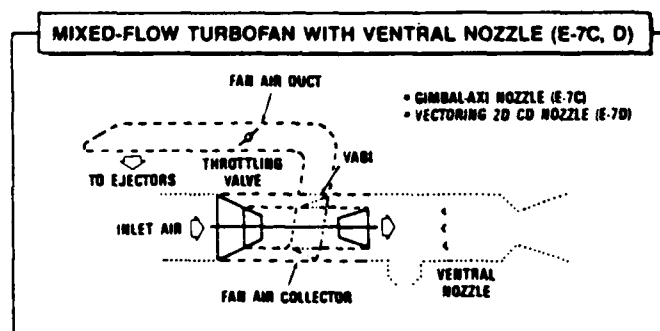 MIXED-FLOW TURBOFAN WITH VENTRAL NOZZLE (E-7C, D)
FAN AIR DUCT
• GIMBAL-AXI NOZZLE (E-7C)
• VECTORING 2D CD NOZZLE (E-7D)
THROTTLING
VALVE
VABI
TO EJECTORS
INLET AIR
FAN AIR COLLECTOR
VENTRAL
NOZZLE